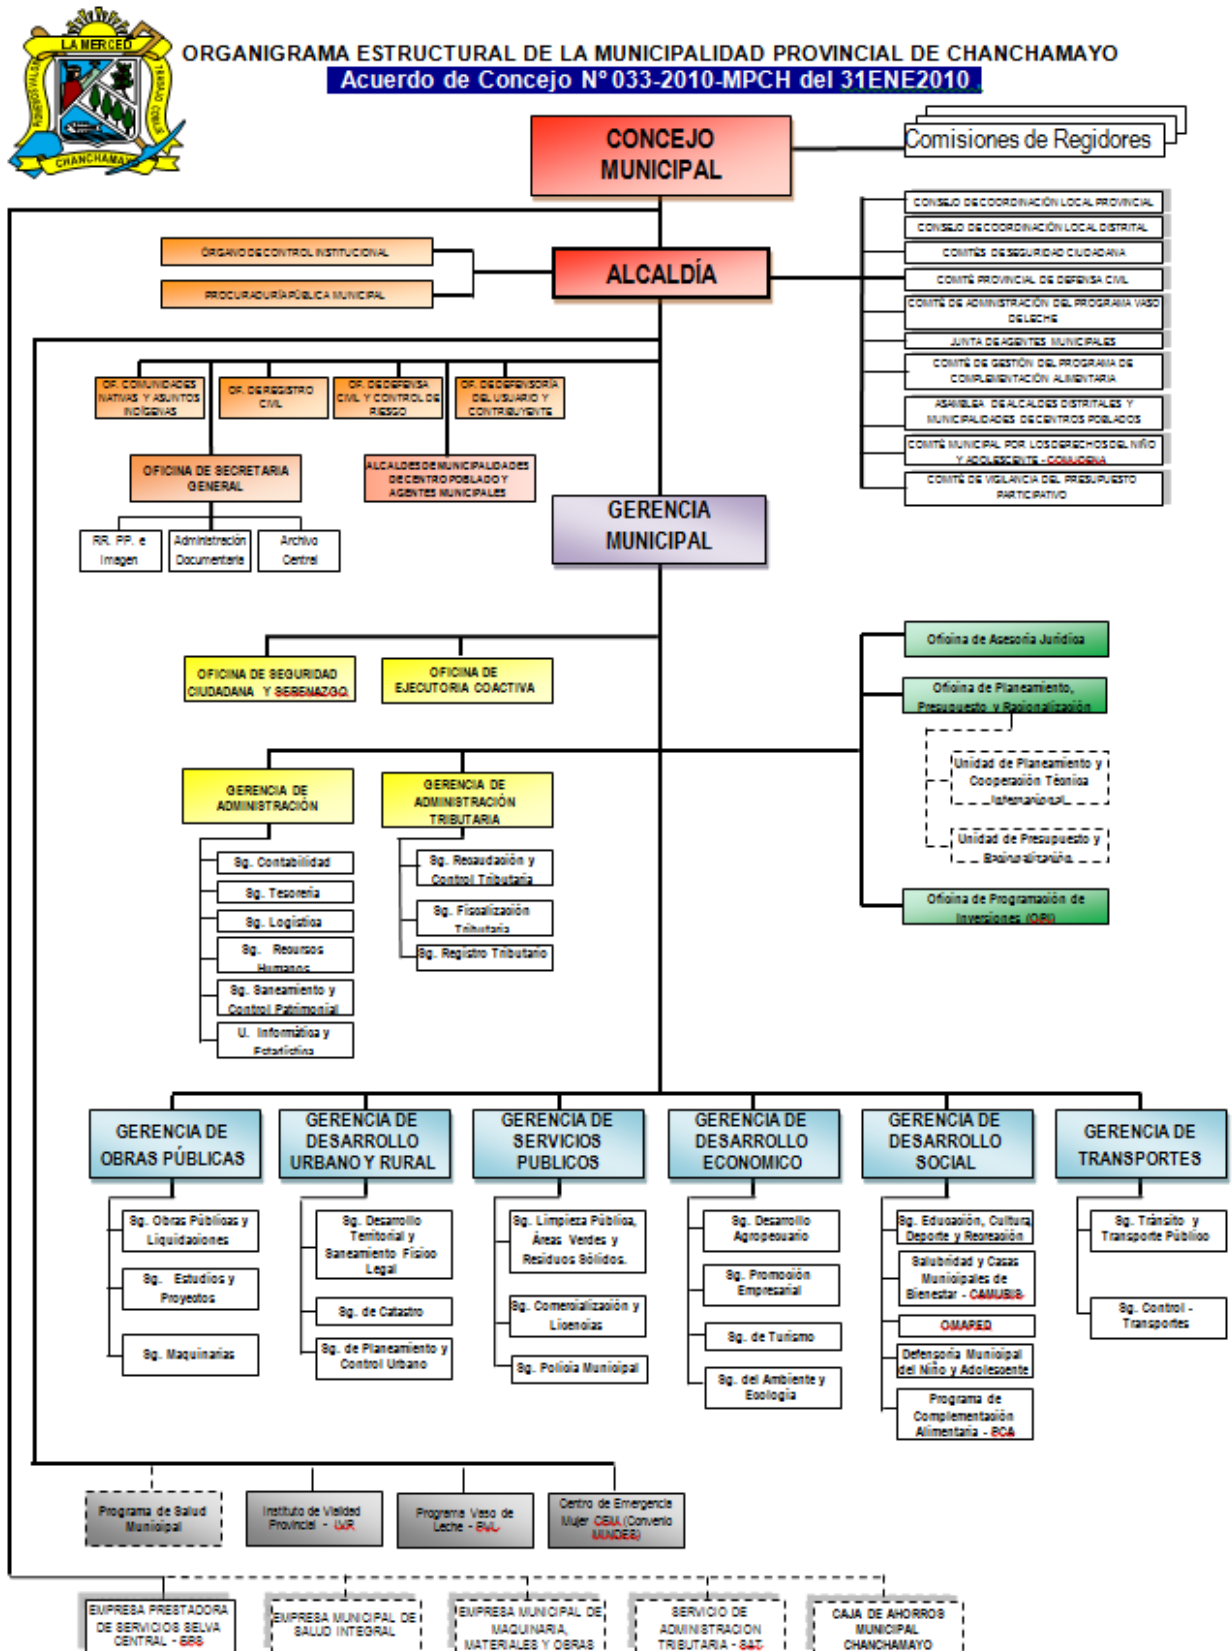 LA MERCED
CHANCHAMAYO
ORGANIGRAMA ESTRUCTURAL DE LA MUNICIPALIDAD PROVINCIAL DE CHANCHAMAYO
Acuerdo de Concejo Nº 033-2010-MPCH del 31ENE2010 .
CONCEJO
MUNICIPAL
Comisiones de Regidores
CONSEJO DE COORDINACIÓN LOCAL PROVINCIAL
CONSEJO DE COORDINACIÓN LOCAL DISTRITAL
COMITÉS DE SEGURIDAD CIUDADANA
COMITÉ PROVINCIAL DE DEFENSA CIVIL
COMITÉ DE ADMINISTRACIÓN DEL PROGRAMA VASO
DE LECHE
JUNTA DE AGENTES MUNICIPALES
COMITÉ DE GESTIÓN DEL PROGRAMA DE
COMPLEMENTACIÓN ALIMENTARIA
ASAMBLEA DE ALCALDES DISTRITALES Y
MUNICIPALIDADES DE CENTROS POBLADOS
COMITÉ MUNICIPAL POR LOS DERECHOS DEL NIÑO
Y ADOLESCENTE - COMUDENA
COMITÉ DE VIGILANCIA DEL PRESUPUESTO
PARTICIPATIVO
ÓRGANO DE CONTROL INSTITUCIONAL
PROCURADURÍA PÚBLICA MUNICIPAL
ALCALDÍA
OF. COMUNIDADES
NATIVAS Y ASUNTOS
INDÍGENAS
OF. DE REGISTRO
CIVIL
OF. DE DEFENSA
CIVIL Y CONTROL DE
RIESGO
OF. DE DEFENSORÍA
DEL USUARIO Y
CONTRIBUYENTE
OFICINA DE SECRETARIA
GENERAL
ALCALDES DE MUNICIPALIDADES
DE CENTRO POBLADO Y
AGENTES MUNICIPALES
RR. PP. e
Imagen
Administración
Documentaria
Archivo
Central
GERENCIA
MUNICIPAL
OFICINA DE SEGURIDAD
CIUDADANA Y SERENAZGO
OFICINA DE
EJECUTORIA COACTIVA
Oficina de Asesoría Jurídica
Oficina de Planeamiento,
Presupuesto y Racionalización
Unidad de Planeamiento y
Cooperación Técnica
Internacional
Unidad de Presupuesto y
Racionalización
Oficina de Programación de
Inversiones (OPI)
GERENCIA DE
ADMINISTRACIÓN
Sg. Contabilidad
Sg. Tesorería
Sg. Logística
Sg. Recursos
Humanos
Sg. Saneamiento y
Control Patrimonial
U. Informática y
Estadística
GERENCIA DE
ADMINISTRACIÓN
TRIBUTARIA
Sg. Recaudación y
Control Tributaria
Sg. Fiscalización
Tributaria
Sg. Registro Tributario
GERENCIA DE
OBRAS PÚBLICAS
Sg. Obras Públicas y
Liquidaciones
Sg. Estudios y
Proyectos
Sg. Maquinarias
GERENCIA DE
DESARROLLO
URBANO Y RURAL
Sg. Desarrollo
Territorial y
Saneamiento Físico
Legal
Sg. de Catastro
Sg. de Planeamiento y
Control Urbano
GERENCIA DE
SERVICIOS
PUBLICOS
Sg. Limpieza Pública,
Áreas Verdes y
Residuos Sólidos.
Sg. Comercialización y
Licencias
Sg. Policía Municipal
GERENCIA DE
DESARROLLO
ECONOMICO
Sg. Desarrollo
Agropecuario
Sg. Promoción
Empresarial
Sg. de Turismo
Sg. del Ambiente y
Ecología
GERENCIA DE
DESARROLLO
SOCIAL
Sg. Educación, Cultura,
Deporte y Recreación
Salubridad y Casas
Municipales de
Bienestar - CAMUBIS
OMAPED
Defensoría Municipal
del Niño y Adolescente
Programa de
Complementación
Alimentaria - PCA
GERENCIA DE
TRANSPORTES
Sg. Tránsito y
Transporte Público
Sg. Control -
Transportes
Programa de Salud
Municipal
Instituto de Vialidad
Provincial - IVP
Programa Vaso de
Leche - PVL
Centro de Emergencia
Mujer CEM (Convenio
MIMDES)
EMPRESA PRESTADORA
DE SERVICIOS SELVA
CENTRAL - EPS
EMPRESA MUNICIPAL DE
SALUD INTEGRAL
EMPRESA MUNICIPAL DE
MAQUINARIA,
MATERIALES Y OBRAS
SERVICIO DE
ADMINISTRACION
TRIBUTARIA - SAT
CAJA DE AHORROS
MUNICIPAL
CHANCHAMAYO